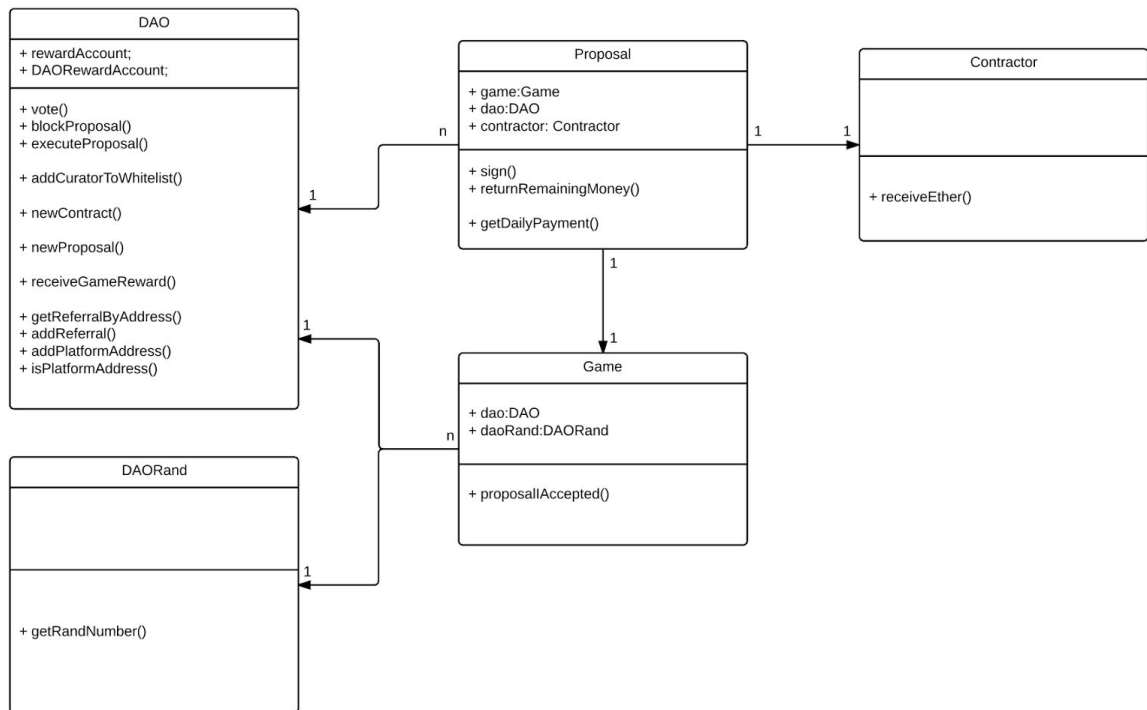 DAO
+ rewardAccount;
+ DAORewardAccount;
+ vote()
+ blockProposal()
+ executeProposal()
+ addCuratorToWhitelist()
+ newContract()
+ newProposal()
+ receiveGameReward()
+ getReferralByAddress()
+ addReferral()
+ addPlatformAddress()
+ isPlatformAddress()
1
1
n
Proposal
+ game:Game
+ dao:DAO
+ contractor: Contractor
+ sign()
+ returnRemainingMoney()
+ getDailyPayment()
1
1
Contractor
+ receiveEther()
1
1
n
Game
+ dao:DAO
+ daoRand:DAORand
+ proposallAccepted()
DAORand
+ getRandNumber()
1